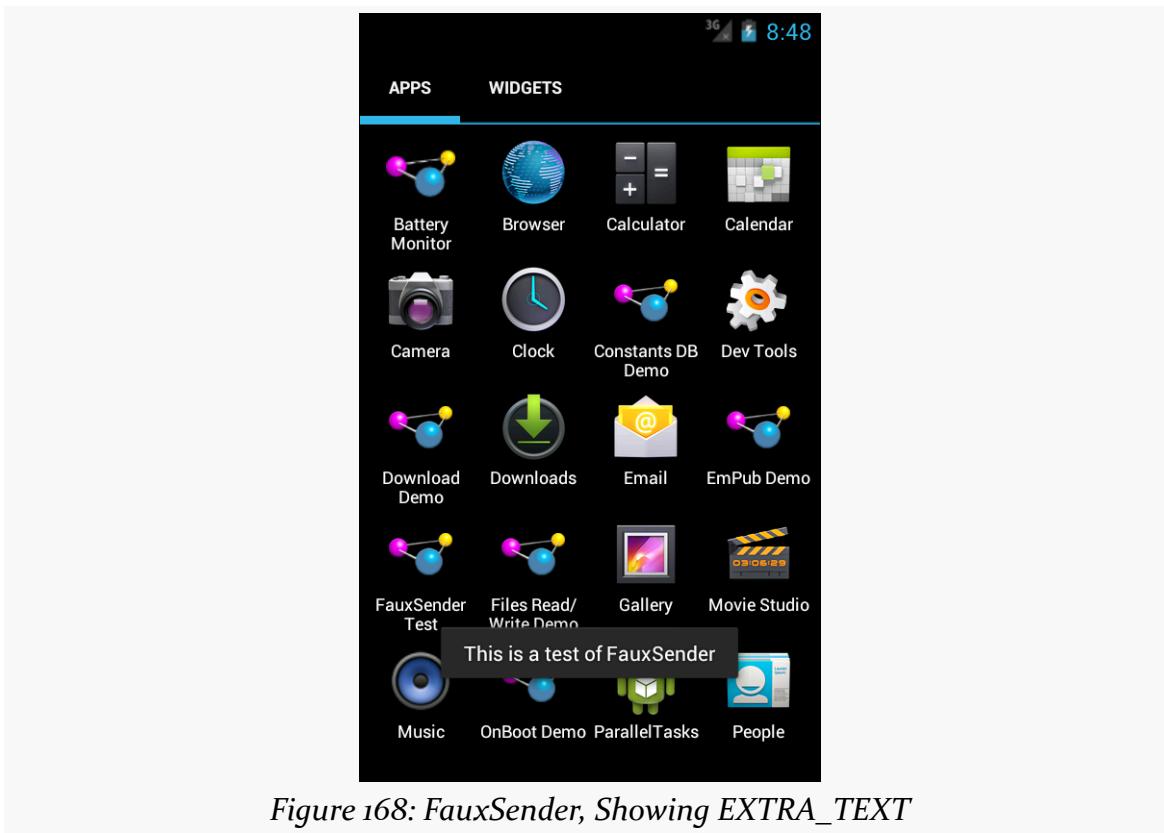 3G 8:48
APPS WIDGETS
Battery Monitor Browser Calculator Calendar
Camera Clock Constants DB Demo Dev Tools
@
Download Demo Downloads Email EmPub Demo
03:06:29
FauxSender Test Files Read/ Write Demo Gallery Movie Studio
This is a test of FauxSender
Music OnBoot Demo ParallelTasks People
Figure 168: FauxSender, Showing EXTRA_TEXT